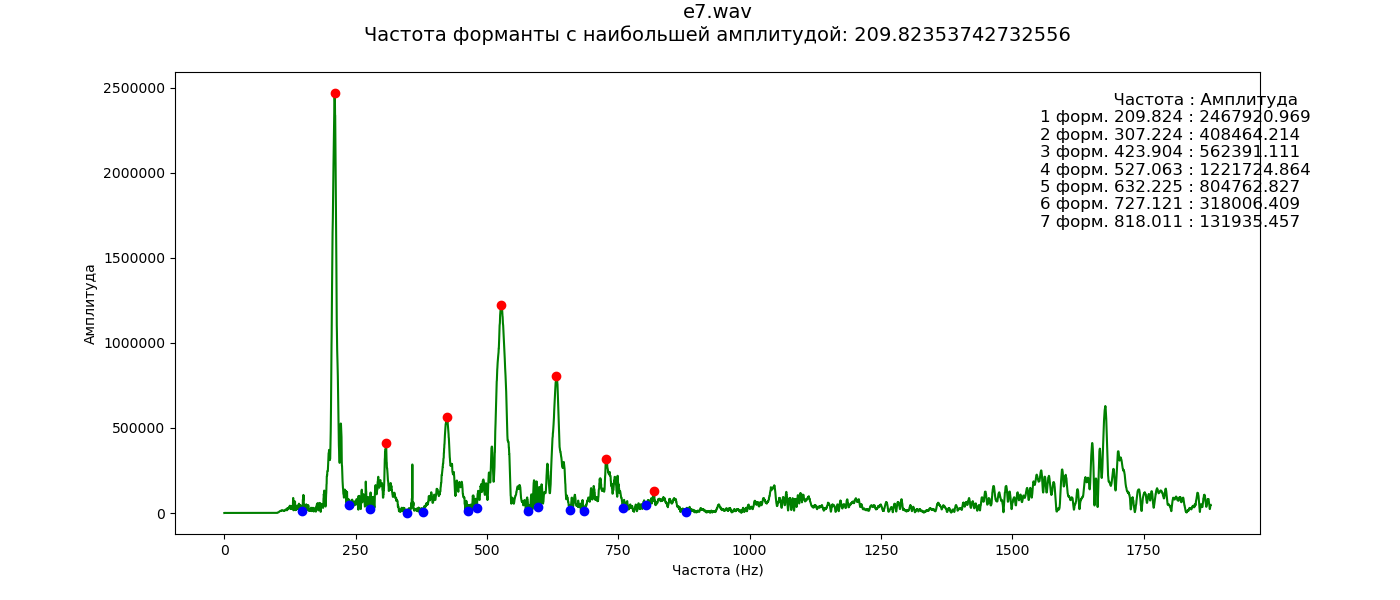 e7.wav
Частота форманты с наибольшей амплитудой: 209.82353742732556
Частота : Амплитуда
1 форм. 209.824 : 2467920.969
2 форм. 307.224 : 408464.214
3 форм. 423.904 : 562391.111
4 форм. 527.063 : 1221724.864
5 форм. 632.225 : 804762.827
6 форм. 727.121 : 318006.409
7 форм. 818.011 : 131935.457
Амплитуда
2500000
2000000
1500000
1000000
500000
0
0 250 500 750 1000 1250 1500 1750
Частота (Hz)